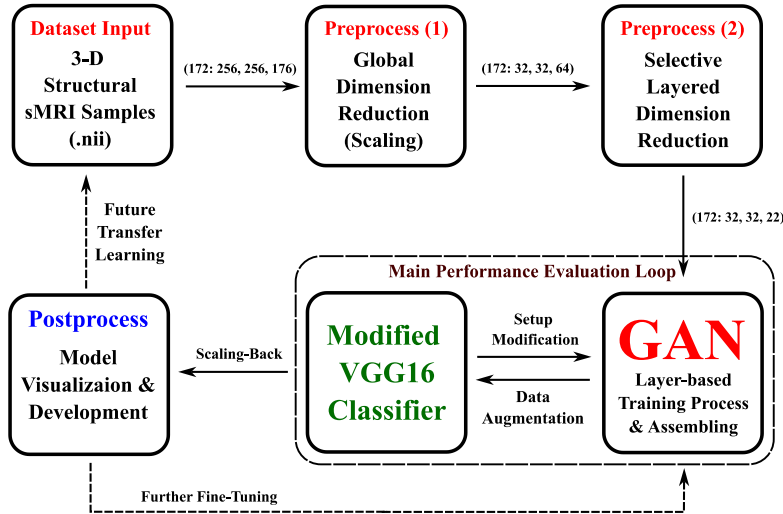 Dataset Input
3-D
Structural
sMRI Samples
(.nii)
(172: 256, 256, 176)
Preprocess (1)
Global
Dimension
Reduction
(Scaling)
(172: 32, 32, 64)
Preprocess (2)
Selective
Layered
Dimension
Reduction
(172: 32, 32, 22)
Future
Transfer
Learning
Main Performance Evaluation Loop
Postprocess
Model
Visualizaion &
Development
Scaling-Back
Modified
VGG16
Classifier
Setup
Modification
Data
Augmentation
GAN
Layer-based
Training Process
& Assembling
Further Fine-Tuning